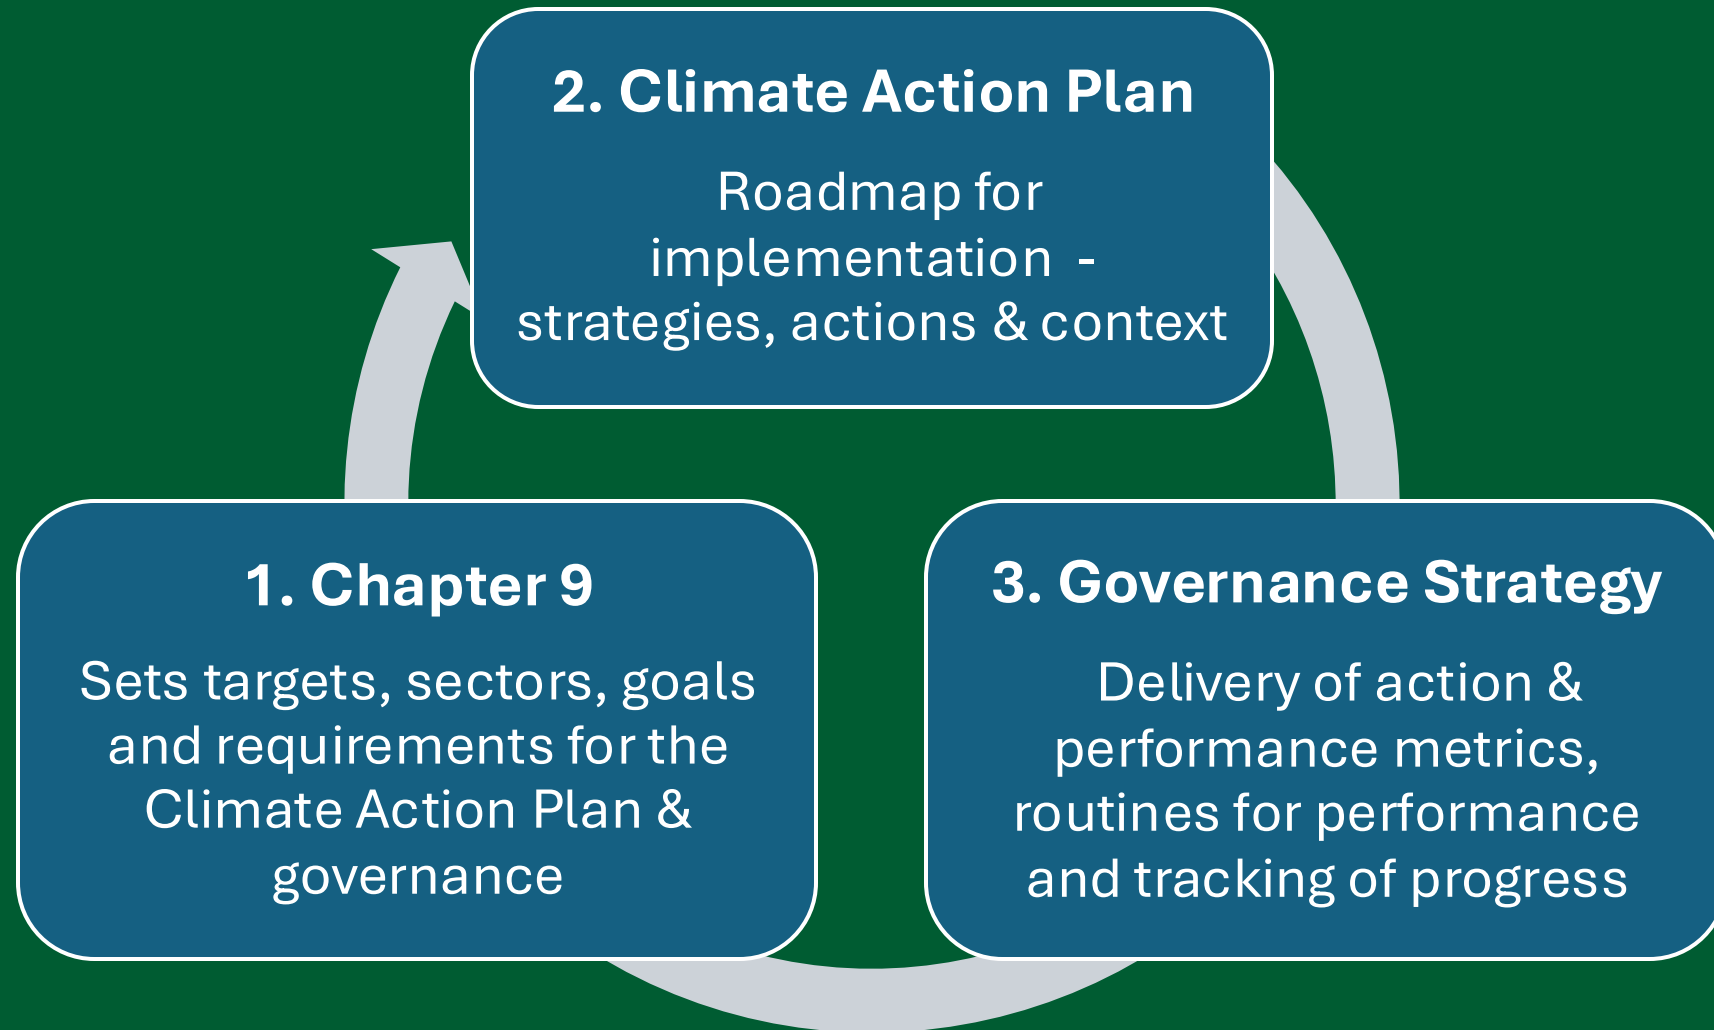 2. Climate Action Plan
Roadmap for
implementation -
strategies, actions & context
1. Chapter 9
Sets targets, sectors, goals
and requirements for the
Climate Action Plan &
governance
3. Governance Strategy
Delivery of action &
performance metrics,
routines for performance
and tracking of progress